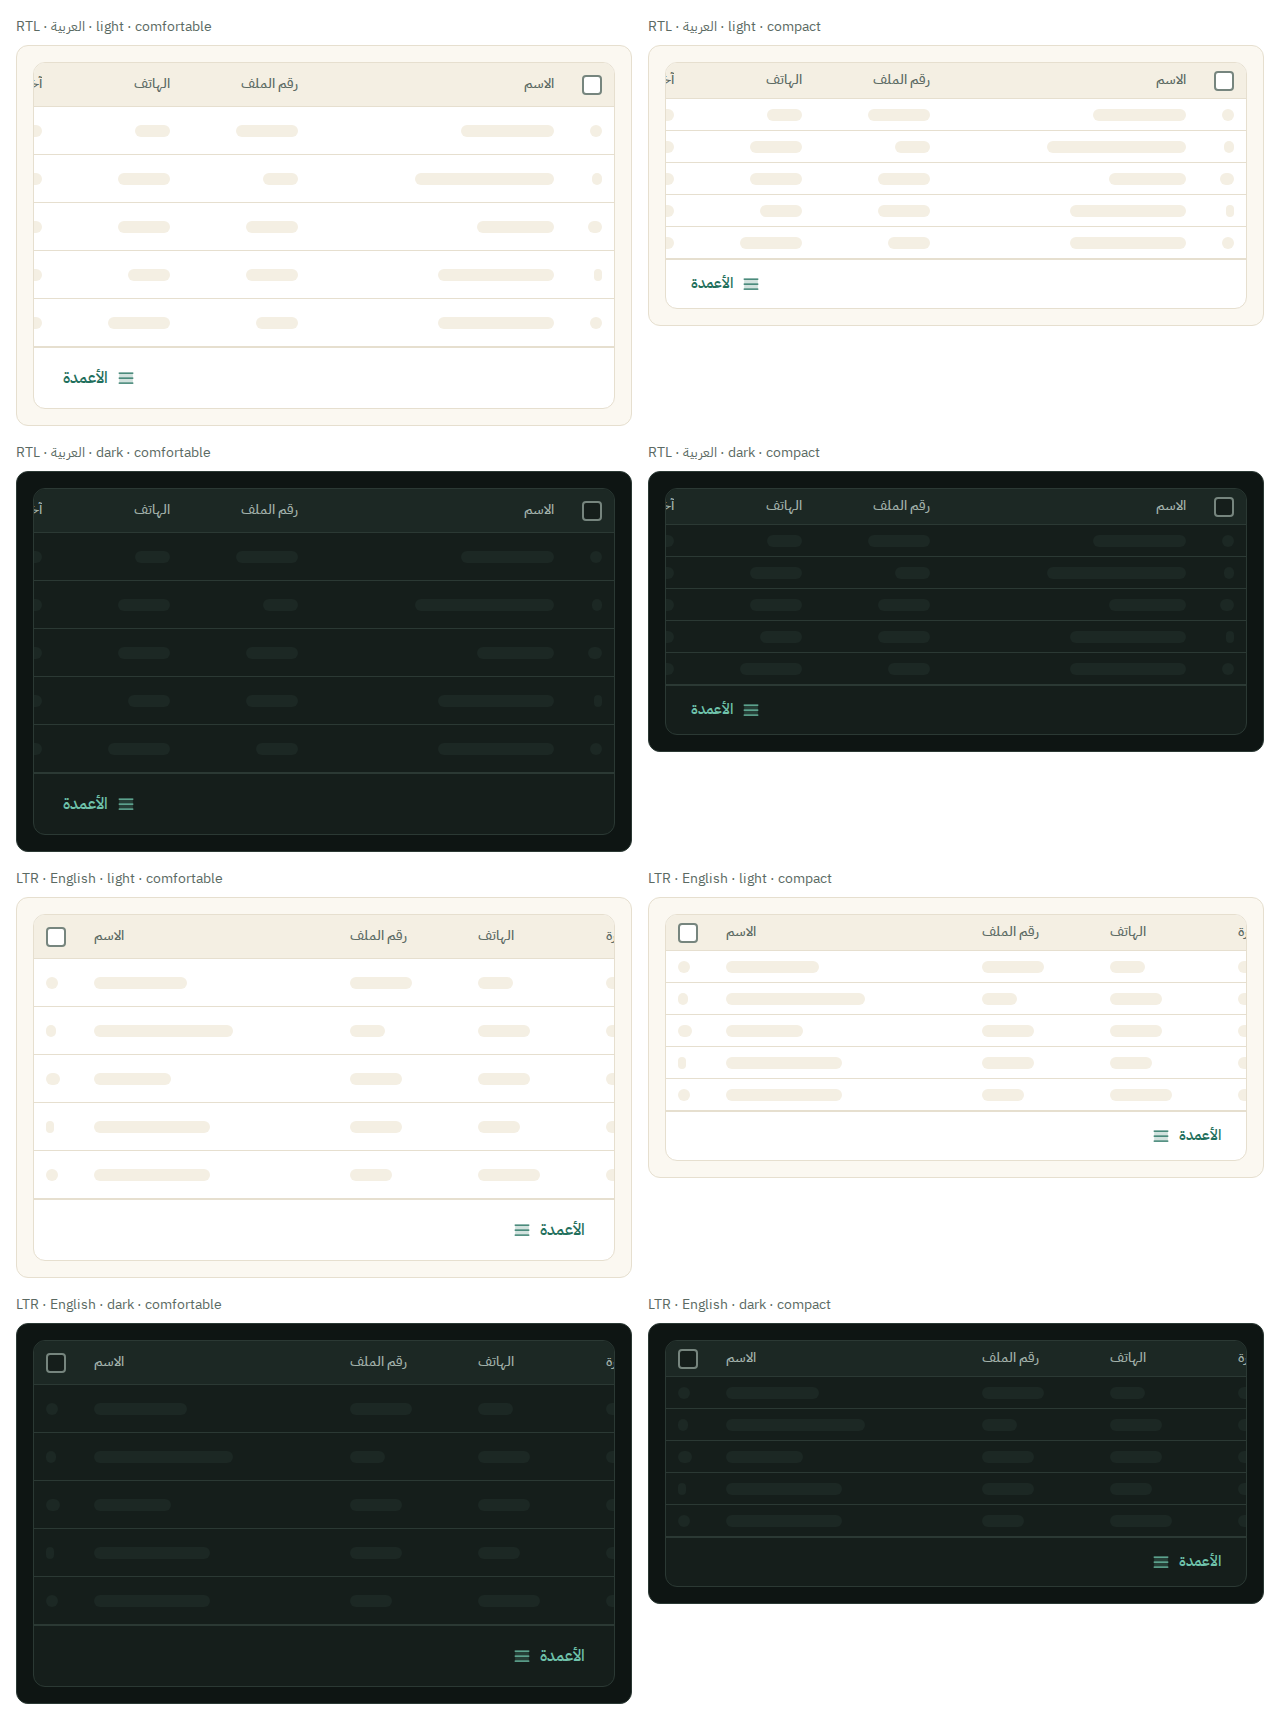 RTL · العربية · light · comfortable
الاسم رقم الملف الهاتف
الأعمدة
RTL · العربية · light · compact
الاسم رقم الملف الهاتف
الأعمدة
RTL · العربية · dark · comfortable
الاسم رقم الملف الهاتف
الأعمدة
RTL · العربية · dark · compact
الاسم رقم الملف الهاتف
الأعمدة
LTR · English · light · comfortable
الاسم رقم الملف الهاتف
الأعمدة
LTR · English · light · compact
الاسم رقم الملف الهاتف
الأعمدة
LTR · English · dark · comfortable
الاسم رقم الملف الهاتف
الأعمدة
LTR · English · dark · compact
الاسم رقم الملف الهاتف
الأعمدة